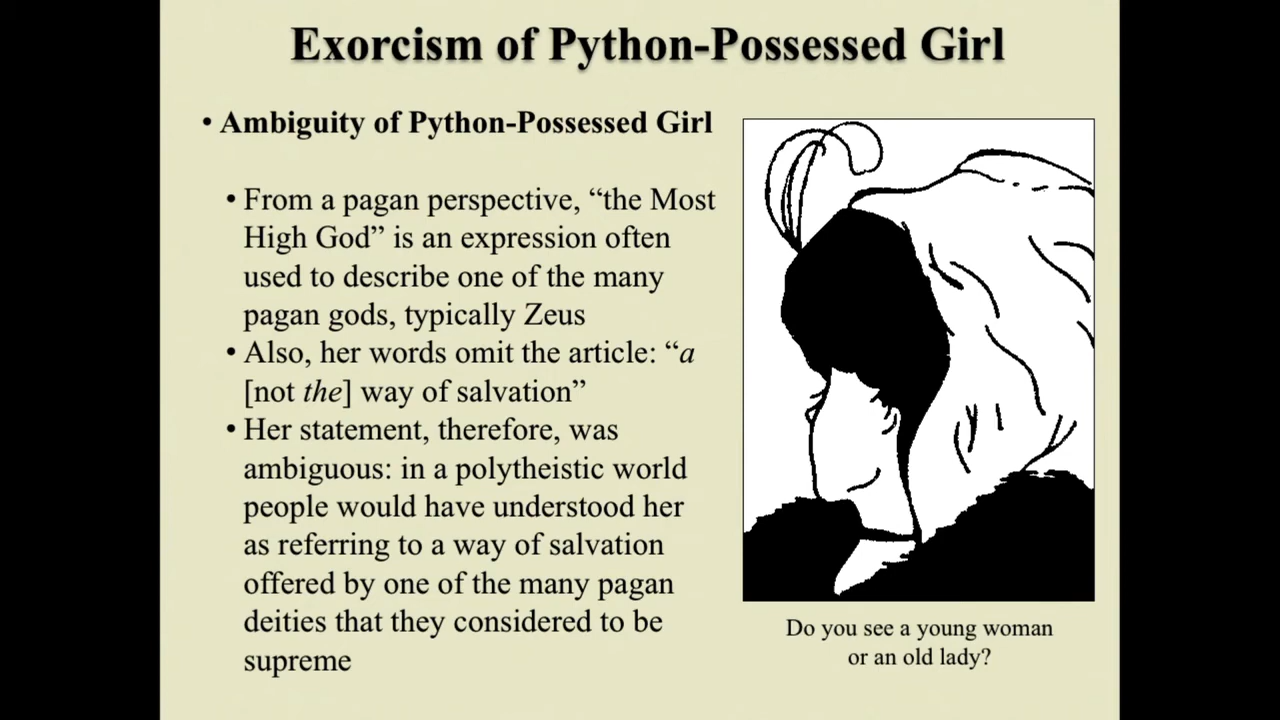 Exorcism of Python-Possessed Girl
• Ambiguity of Python-Possessed Girl
• From a pagan perspective, “the Most
High God” is an expression often
used to describe one of the many
pagan gods, typically Zeus
• Also, her words omit the article: “a
[not the] way of salvation”
• Her statement, therefore, was
ambiguous: in a polytheistic world
people would have understood her
as referring to a way of salvation
offered by one of the many pagan
deities that they considered to be
supreme
Do you see a young woman
or an old lady?